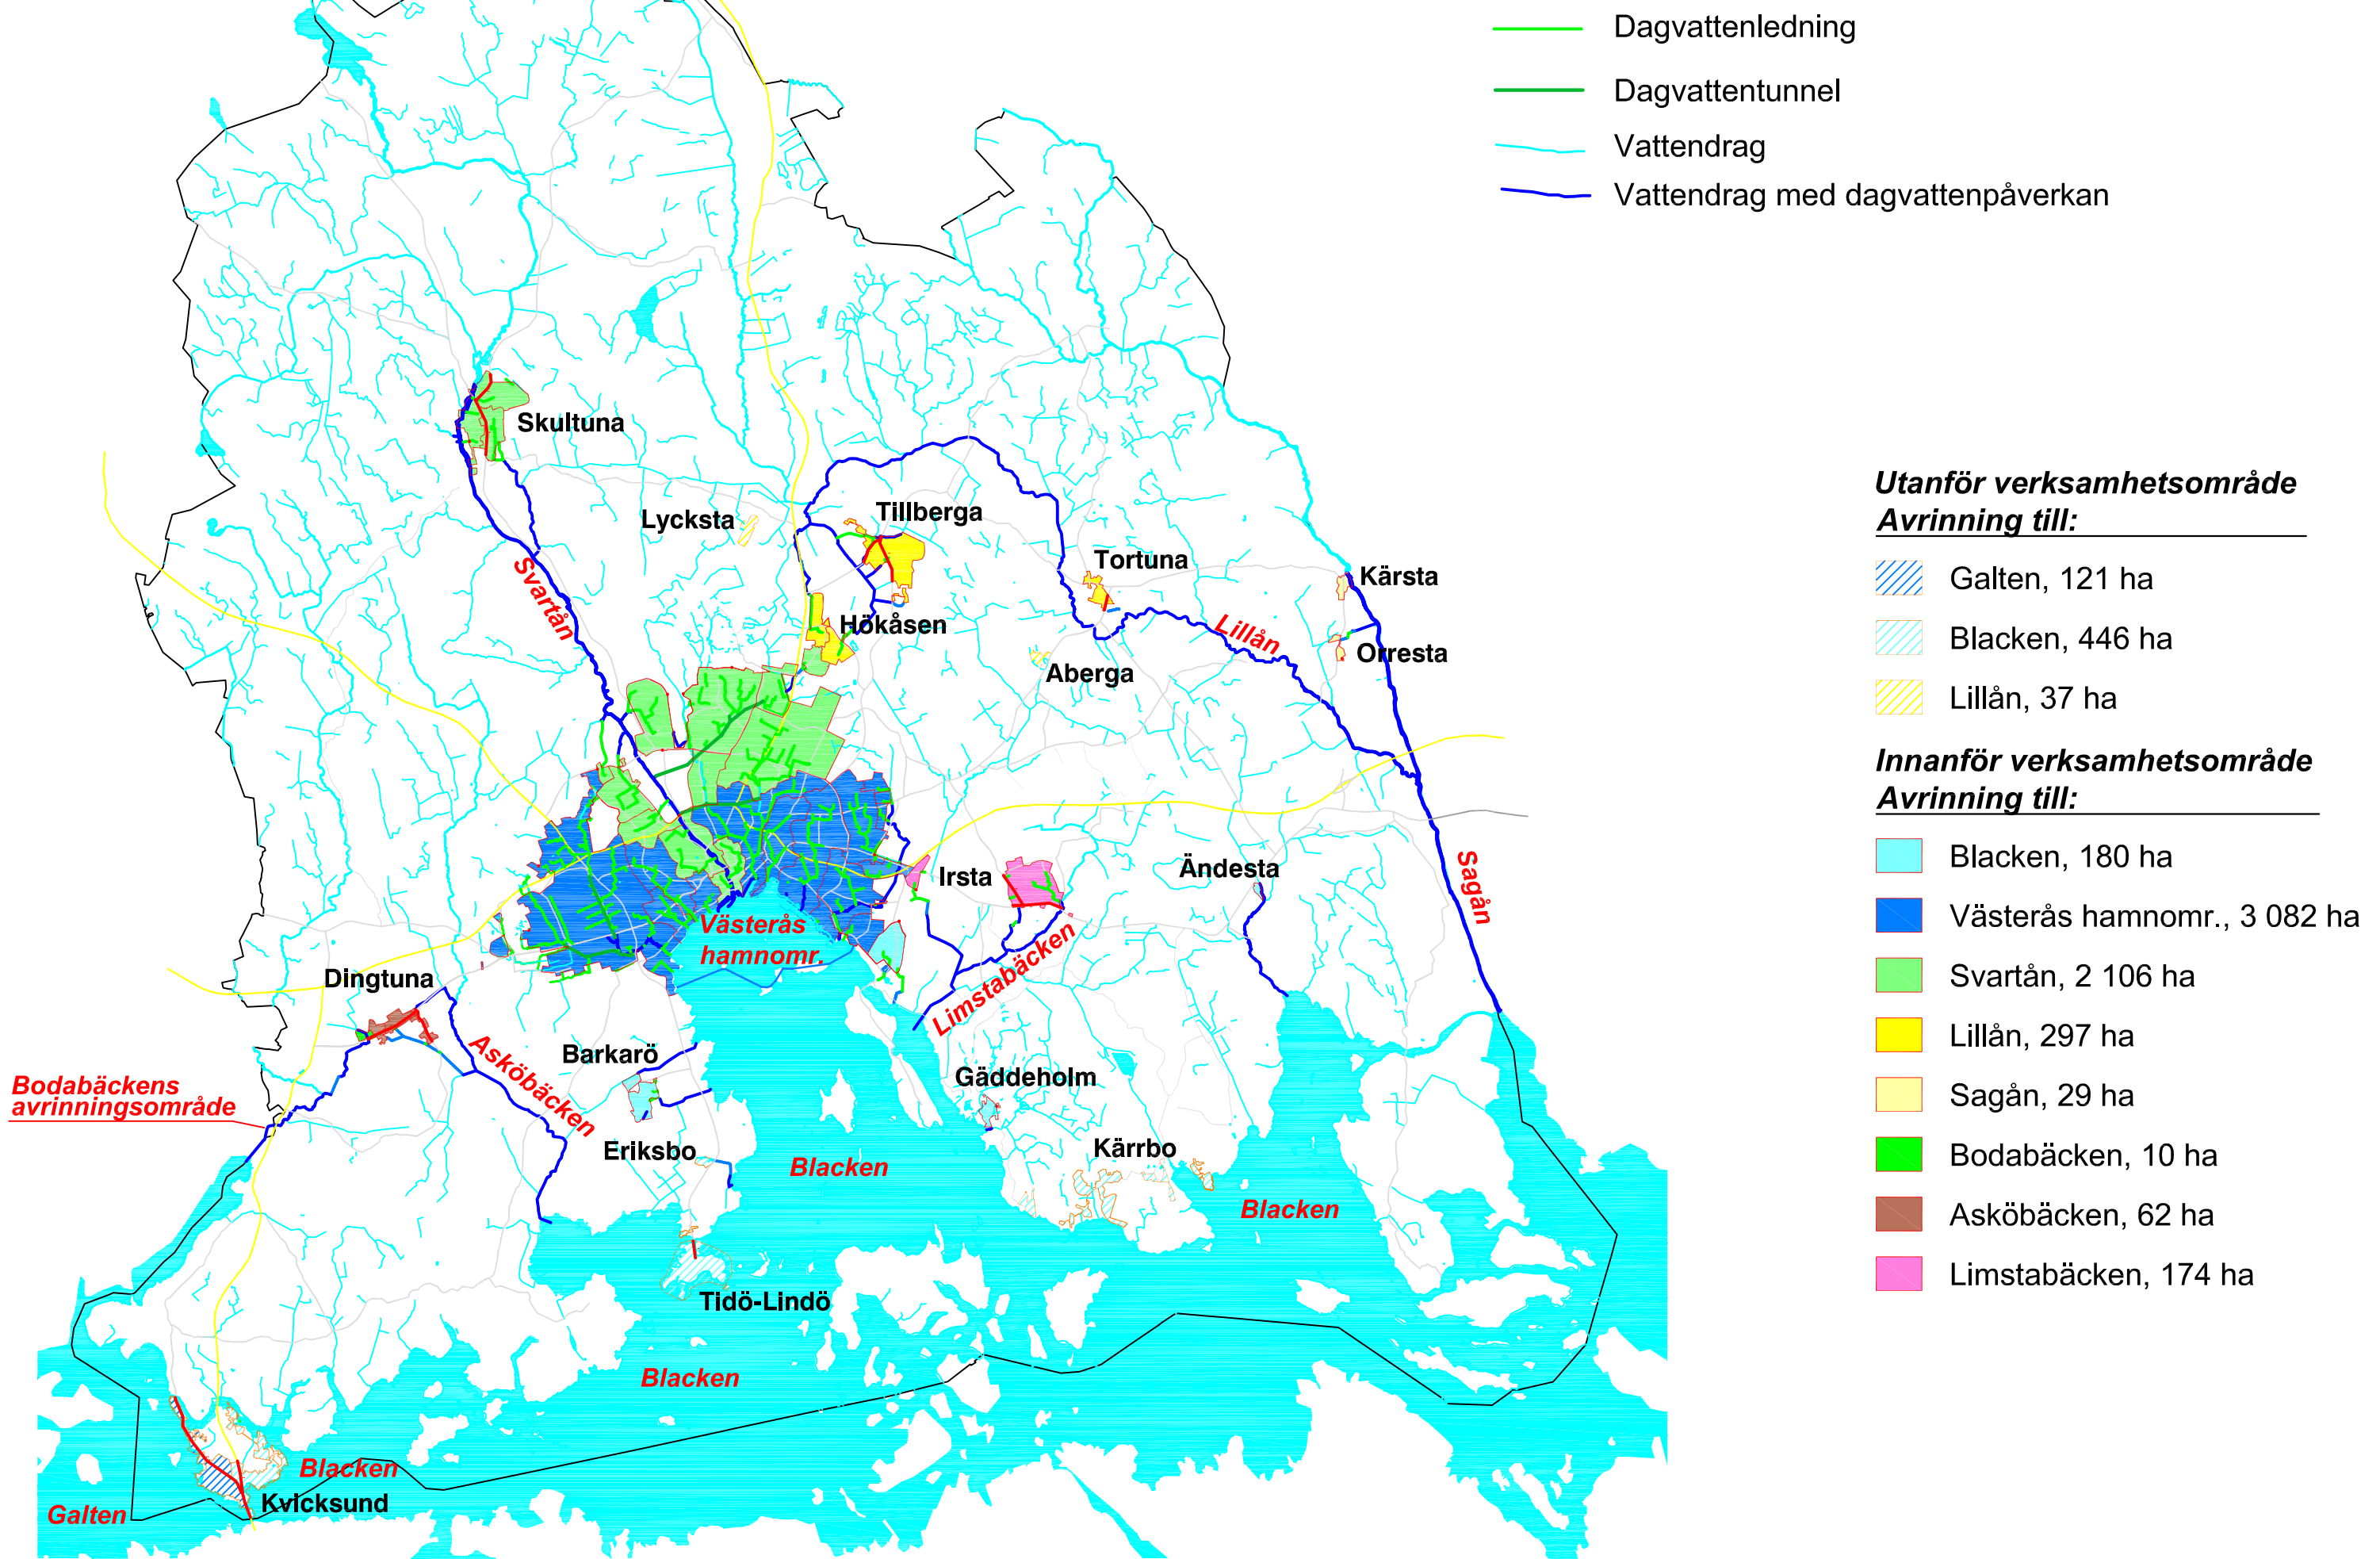 Dagvattenledning
Dagvattentunnel
Vattendrag
Vattendrag med dagvattenpåverkan
Skultuna
Lycksta
Tillberga
Tortuna
Kärsta
Svartån
Hökåsen
Lillån
Orresta
Aberga
Irsta
Ändesta
Sagån
Västerås
hamnomr.
Dingtuna
Limstabäcken
Asköbäcken
Barkarö
Gäddeholm
Bodabäckens
avrinningsområde
Eriksbo
Kärrbo
Blacken
Blacken
Tidö-Lindö
Blacken
Blacken
Kvicksund
Galten
Utanför verksamhetsområde
Avrinning till:
Galten, 121 ha
Blacken, 446 ha
Lillån, 37 ha
Innanför verksamhetsområde
Avrinning till:
Blacken, 180 ha
Västerås hamnomr., 3 082 ha
Svartån, 2 106 ha
Lillån, 297 ha
Sagån, 29 ha
Bodabäcken, 10 ha
Asköbäcken, 62 ha
Limstabäcken, 174 ha